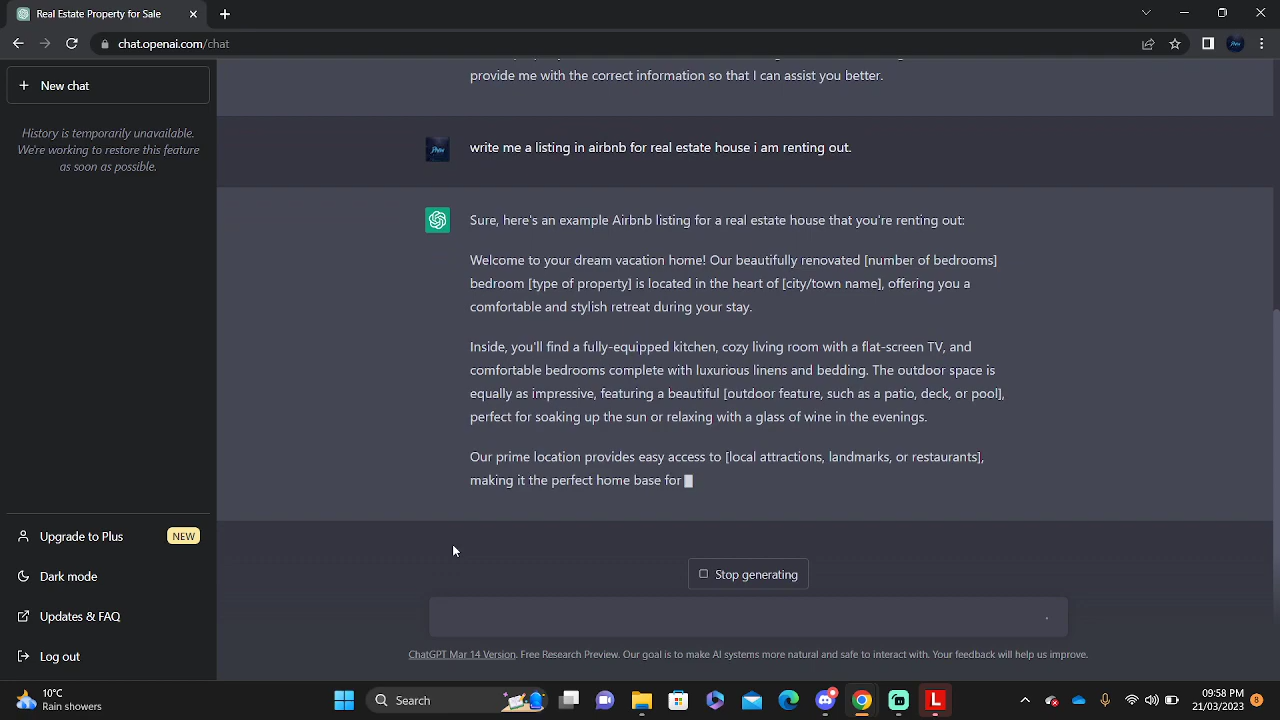 Real Estate Property for Sale
chat.openai.com/chat
New chat
History is temporarily unavailable.
We're working to restore this feature
as soon as possible.
Upgrade to Plus
NEW
Dark mode
Updates & FAQ
Log out
provide me with the correct information so that I can assist you better.
write me a listing in airbnb for real estate house i am renting out.
Sure, here's an example Airbnb listing for a real estate house that you're renting out:
Welcome to your dream vacation home! Our beautifully renovated [number of bedrooms]
bedroom [type of property] is located in the heart of [city/town name], offering you a
comfortable and stylish retreat during your stay.
Inside, you'll find a fully-equipped kitchen, cozy living room with a flat-screen TV, and
comfortable bedrooms complete with luxurious linens and bedding. The outdoor space is
equally as impressive, featuring a beautiful [outdoor feature, such as a patio, deck, or pool],
perfect for soaking up the sun or relaxing with a glass of wine in the evenings.
Our prime location provides easy access to [local attractions, landmarks, or restaurants],
making it the perfect home base for
Stop generating
ChatGPT Mar 14 Version. Free Research Preview. Our goal is to make AI systems more natural and safe to interact with. Your feedback will help us improve.
10°C
Rain showers
Search
L
09:58 PM
21/03/2023
8